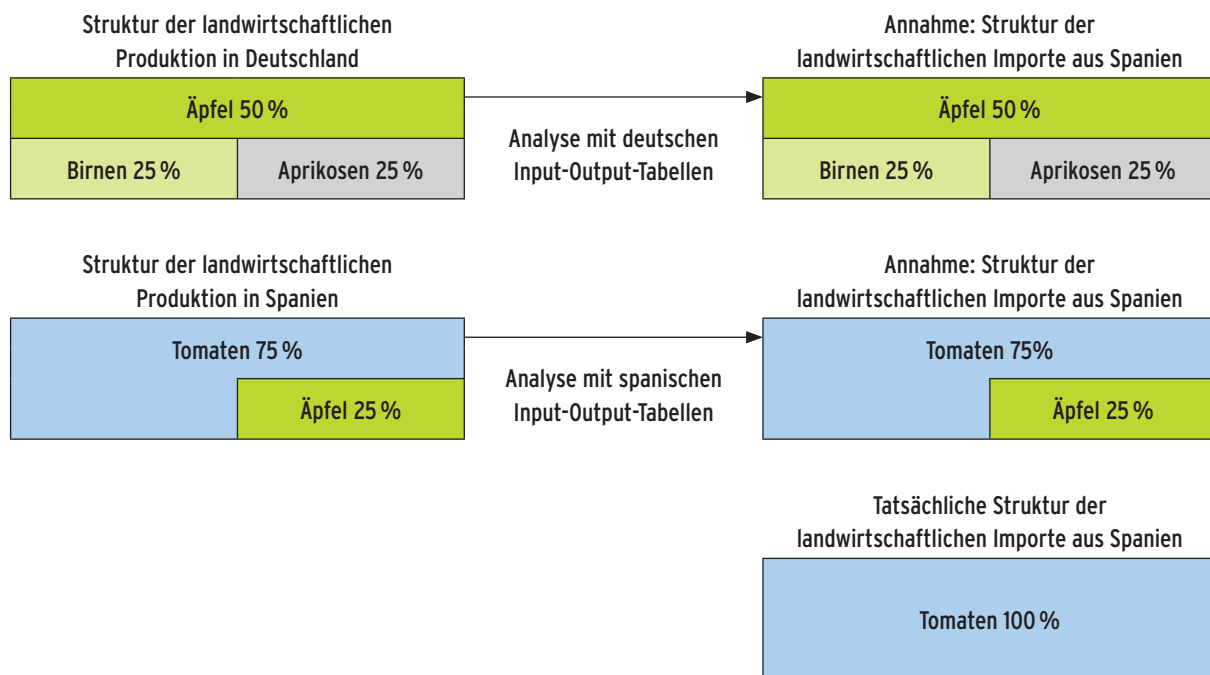 Struktur der landwirtschaftlichen
Produktion in Deutschland
Äpfel 50 %
Birnen 25 %
Aprikosen 25 %
Analyse mit deutschen
Input-Output-Tabellen
Annahme: Struktur der
landwirtschaftlichen Importe aus Spanien
Äpfel 50 %
Birnen 25 %
Aprikosen 25 %
Struktur der landwirtschaftlichen
Produktion in Spanien
Tomaten 75 %
Äpfel 25 %
Analyse mit spanischen
Input-Output-Tabellen
Annahme: Struktur der
landwirtschaftlichen Importe aus Spanien
Tomaten 75%
Äpfel 25 %
Tatsächliche Struktur der
landwirtschaftlichen Importe aus Spanien
Tomaten 100 %